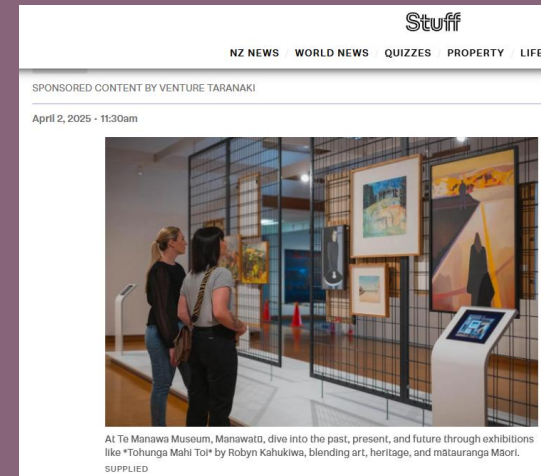 Stuff
NZ NEWS / WORLD NEWS / QUIZZES / PROPERTY / LIFE
SPONSORED CONTENT BY VENTURE TARANAKI
April 2, 2025 • 11:30am
At Te Manawa Museum, Manawatū, dive into the past, present, and future through exhibitions
like *Tohunga Mahi Toi* by Robyn Kahukiwa, blending art, heritage, and mātauranga Māori.
SUPPLIED